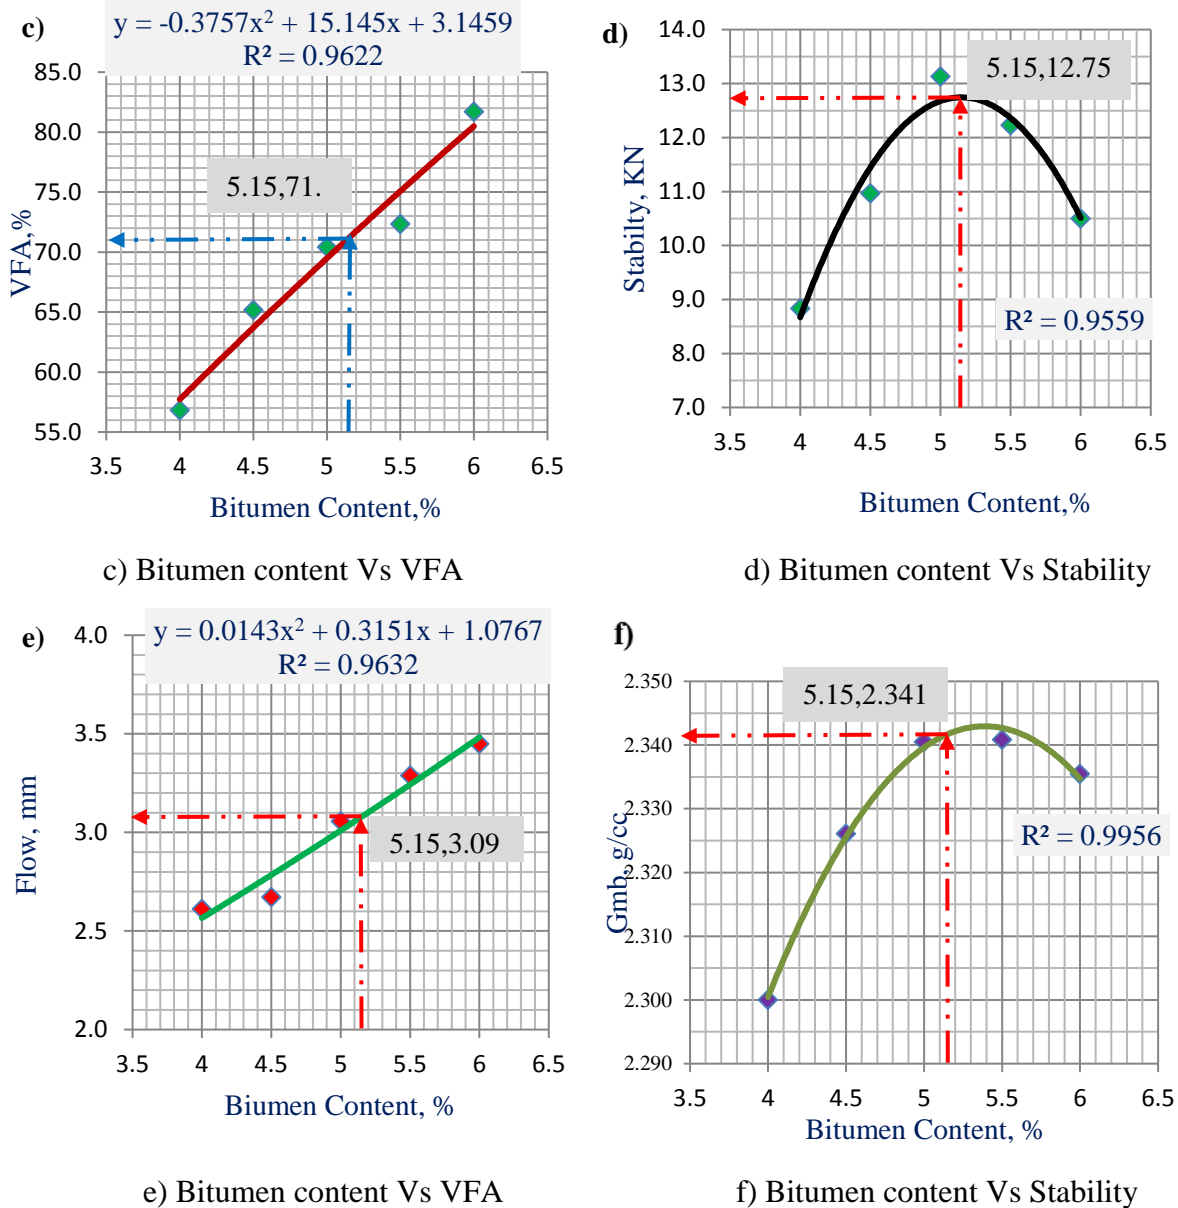 c)
y = -0.3757x² + 15.145x + 3.1459
R² = 0.9622
85.0
80.0
75.0
70.0
65.0
60.0
55.0
VFA,%
5.15,71.
3.5 4 4.5 5 5.5 6 6.5
Bitumen Content,%
c) Bitumen content Vs VFA
d)
14.0
13.0
12.0
11.0
10.0
9.0
8.0
7.0
Stabilty, KN
5.15,12.75
R² = 0.9559
3.5 4 4.5 5 5.5 6 6.5
Bitumen Content,%
d) Bitumen content Vs Stability
e)
y = 0.0143x² + 0.3151x + 1.0767
R² = 0.9632
4.0
3.5
3.0
2.5
2.0
Flow, mm
5.15,3.09
3.5 4 4.5 5 5.5 6 6.5
Biumen Content, %
e) Bitumen content Vs VFA
f)
2.350
2.340
2.330
2.320
2.310
2.300
2.290
Gmb, g/cc
5.15,2.341
R² = 0.9956
3.5 4 4.5 5 5.5 6 6.5
Bitumen Content, %
f) Bitumen content Vs Stability